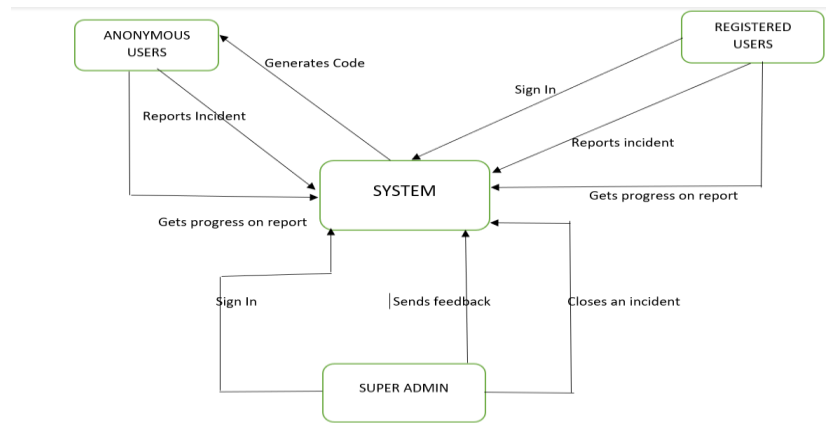 ANONYMOUS
USERS
REGISTERED
USERS
Generates Code
Sign In
Reports Incident
Reports incident
SYSTEM
Gets progress on report
Gets progress on report
Sign In
Sends feedback
Closes an incident
SUPER ADMIN